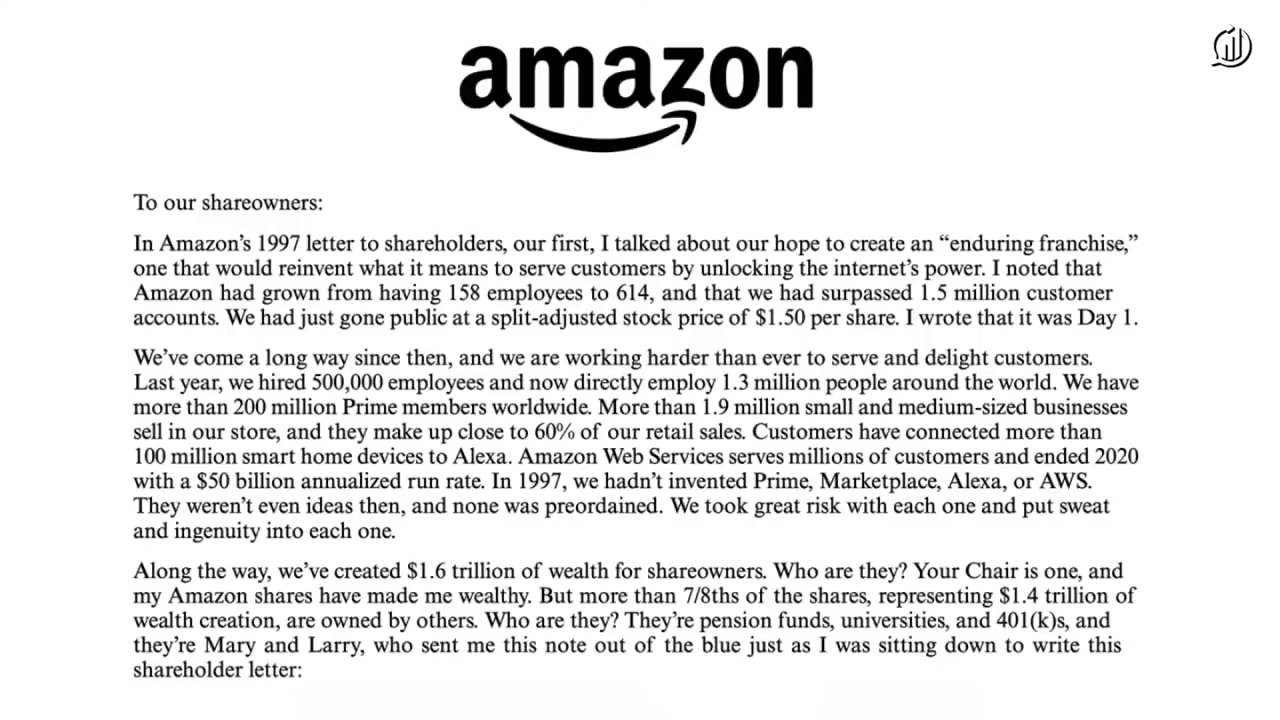 amazon
To our shareowners:
In Amazon’s 1997 letter to shareholders, our first, I talked about our hope to create an “enduring franchise,”
one that would reinvent what it means to serve customers by unlocking the internet’s power. I noted that
Amazon had grown from having 158 employees to 614, and that we had surpassed 1.5 million customer
accounts. We had just gone public at a split-adjusted stock price of $1.50 per share. I wrote that it was Day 1.
We’ve come a long way since then, and we are working harder than ever to serve and delight customers.
Last year, we hired 500,000 employees and now directly employ 1.3 million people around the world. We have
more than 200 million Prime members worldwide. More than 1.9 million small and medium-sized businesses
sell in our store, and they make up close to 60% of our retail sales. Customers have connected more than
100 million smart home devices to Alexa. Amazon Web Services serves millions of customers and ended 2020
with a $50 billion annualized run rate. In 1997, we hadn’t invented Prime, Marketplace, Alexa, or AWS.
They weren’t even ideas then, and none was preordained. We took great risk with each one and put sweat
and ingenuity into each one.
Along the way, we’ve created $1.6 trillion of wealth for shareowners. Who are they? Your Chair is one, and
my Amazon shares have made me wealthy. But more than 7/8ths of the shares, representing $1.4 trillion of
wealth creation, are owned by others. Who are they? They’re pension funds, universities, and 401(k)s, and
they’re Mary and Larry, who sent me this note out of the blue just as I was sitting down to write this
shareholder letter: